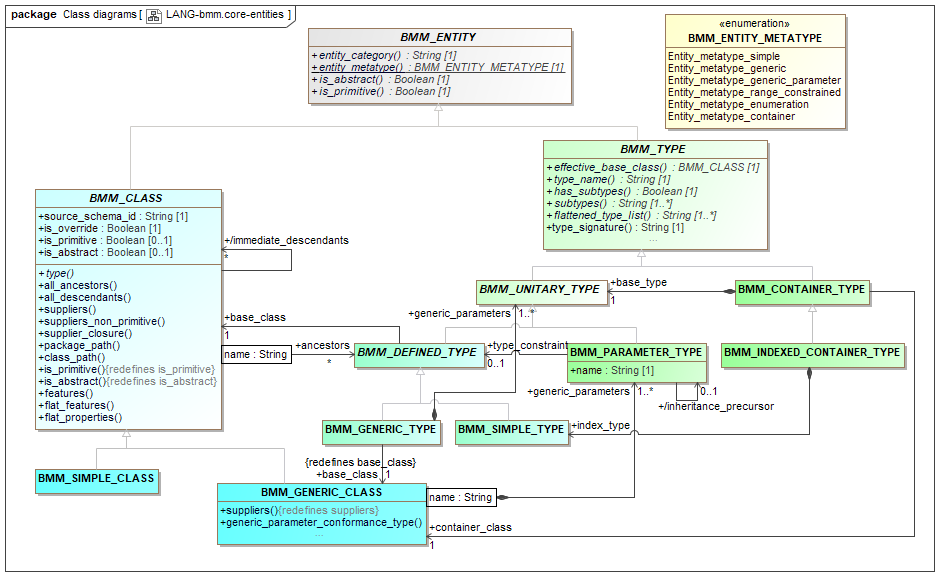 package Class diagrams [ LANG-bmm.core-entities ]
BMM_ENTITY
+entity_category() : String [1]
+entity_metatype() : BMM_ENTITY_METATYPE [1]
+is_abstract() : Boolean [1]
+is_primitive() : Boolean [1]
«enumeration»
BMM_ENTITY_METATYPE
Entity_metatype_simple
Entity_metatype_generic
Entity_metatype_generic_parameter
Entity_metatype_range_constrained
Entity_metatype_enumeration
Entity_metatype_container
BMM_TYPE
+effective_base_class() : BMM_CLASS [1]
+type_name() : String [1]
+has_subtypes() : Boolean [1]
+subtypes() : String [1..*]
+flattened_type_list() : String [1..*]
+type_signature() : String [1]
...
BMM_CLASS
+source_schema_id : String [1]
+is_override : Boolean [1]
+is_primitive : Boolean [0..1]
+is_abstract : Boolean [0..1]
+type()
+all_ancestors()
+all_descendants()
+suppliers()
+suppliers_non_primitive()
+supplier_closure()
+package_path()
+class_path()
+is_primitive(){redefines is_primitive}
+is_abstract(){redefines is_abstract}
+features()
+flat_features()
+flat_properties()
+/immediate_descendants
*
BMM_UNITARY_TYPE
+base_type
1
BMM_CONTAINER_TYPE
+generic_parameters
1..*
+base_class
1
name : String
+ancestors
*
BMM_DEFINED_TYPE
+type_constraint
0..1
BMM_PARAMETER_TYPE
+name : String [1]
BMM_INDEXED_CONTAINER_TYPE
+generic_parameters
1..*
0..1
+/inheritance_precursor
BMM_GENERIC_TYPE
BMM_SIMPLE_TYPE
+index_type
{redefines base_class}
+base_class
1
BMM_SIMPLE_CLASS
BMM_GENERIC_CLASS
+suppliers(){redefines suppliers}
+generic_parameter_conformance_type()
...
name : String
+container_class
1